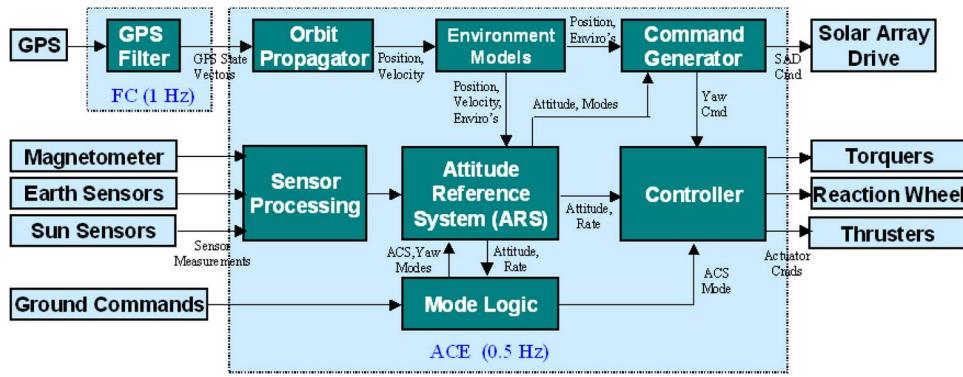 GPS
GPS
Filter
GPS State
Vectors
FC (1 Hz)
Orbit
Propagator
Position,
Velocity
Environment
Models
Position,
Enviro's
Command
Generator
SAD
Cmd
Solar Array
Drive
Position,
Velocity,
Enviro's
Attitude, Modes
Yaw
Cmd
Magnetometer
Earth Sensors
Sun Sensors
Sensor
Measurements
Sensor
Processing
Attitude
Reference
System (ARS)
Attitude,
Rate
Controller
Torquers
Reaction Wheel
Thrusters
Actuator
Cmds
ACS, Yaw
Modes
Attitude,
Rate
ACS
Mode
Ground Commands
Mode Logic
ACE (0.5 Hz)